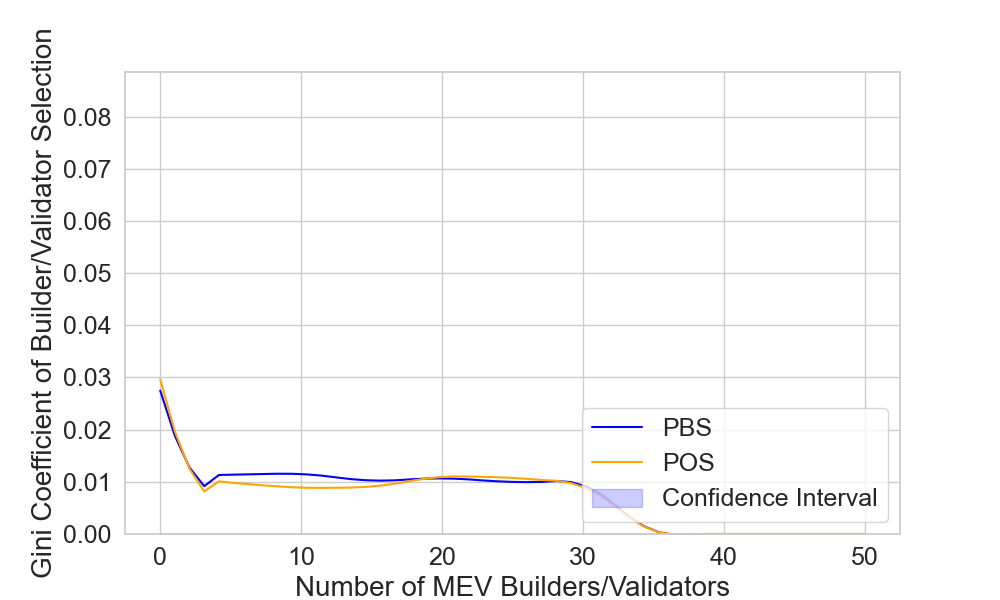 Gini Coefficient of Builder/Validator Selection
0.08
0.07
0.06
0.05
0.04
0.03
0.02
0.01
0.00
0 10 20 30 40 50
Number of MEV Builders/Validators
PBS
POS
Confidence Interval